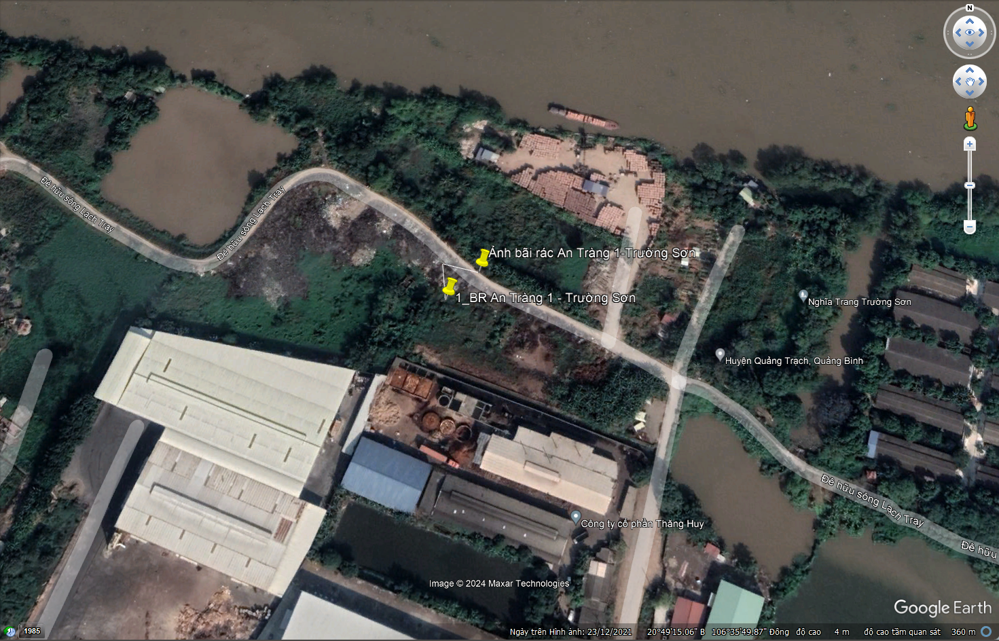 N
Đê hữu sông Lạch Tray
Đê hữu sông Lạch Tray
Ảnh bãi rác An Tràng 1-Trường Sơn
1_BR An Tràng 1 - Trường Sơn
Nghĩa Trang Trường Sơn
Huyện Quảng Trạch, Quảng Bình
Đê hữu sông Lạch Tray
Công ty cổ phần Thăng Huy
Đê hữu
Image © 2024 Maxar Technologies
Google Earth
1985
Ngày trên Hình ảnh: 23/12/2021 20°49'15.06" B 106°35'49.87" Đông độ cao 4 m độ cao tầm quan sát 360 m